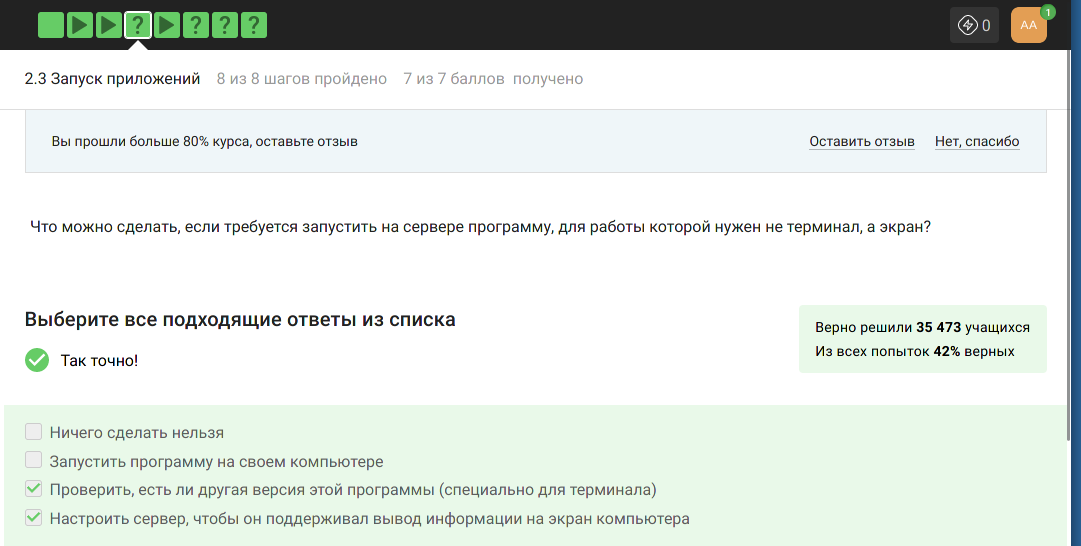 ? ? ? ?
0
АА
1
2.3 Запуск приложений 8 из 8 шагов пройдено 7 из 7 баллов получено
Вы прошли больше 80% курса, оставьте отзыв Оставить отзыв Нет, спасибо
Что можно сделать, если требуется запустить на сервере программу, для работы которой нужен не терминал, а экран?
Выберите все подходящие ответы из списка
Так точно!
Верно решили 35 473 учащихся
Из всех попыток 42% верных
Ничего сделать нельзя
Запустить программу на своем компьютере
Проверить, есть ли другая версия этой программы (специально для терминала)
Настроить сервер, чтобы он поддерживал вывод информации на экран компьютера